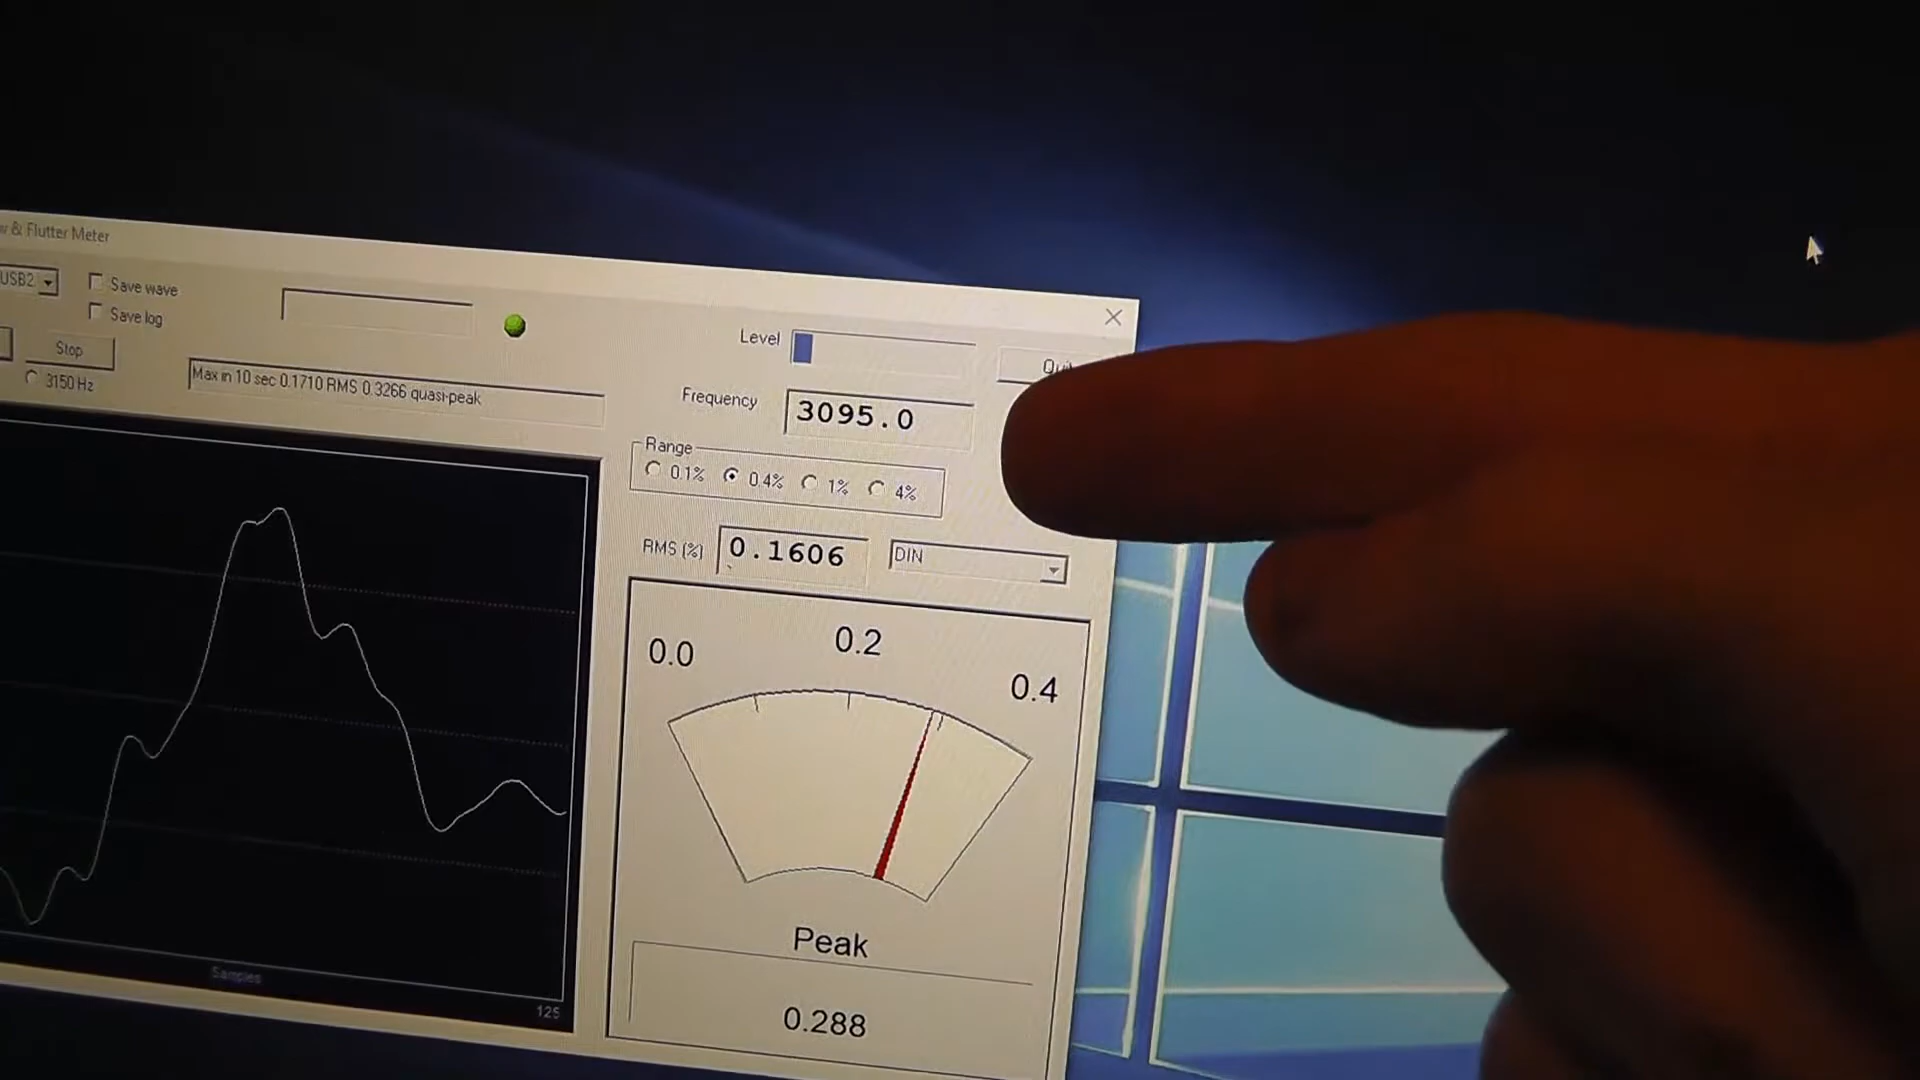 & Flutter Meter
USB2
Save wave
Save log
Stop
3150 Hz
Max in 10 sec 0.1710 RMS 0.3266 quasi-peak
Level
Frequency
3095.0
Range
0.1% 0.4% 1% 4%
RMS (%)
0.1606
DIN
0.0
0.2
0.4
Peak
0.288
Samples
125